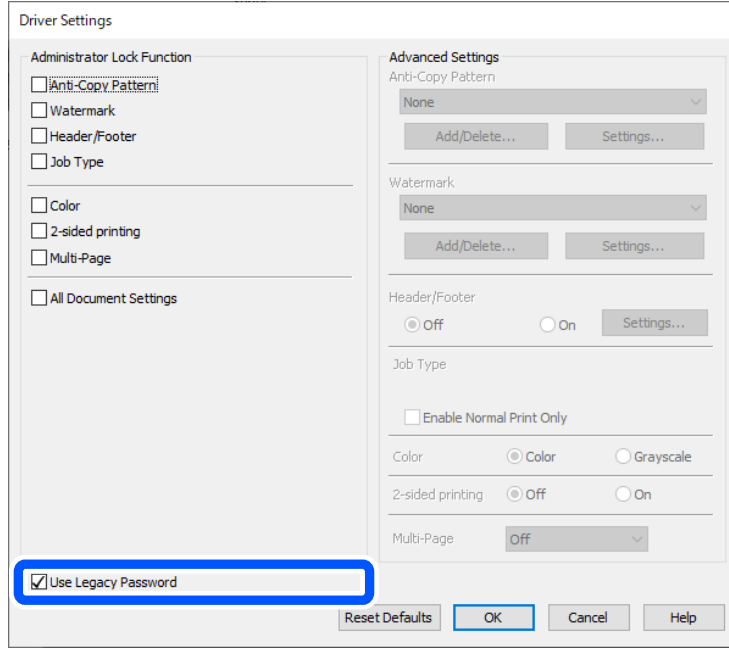 Driver Settings
Administrator Lock Function
Anti-Copy Pattern
Watermark
Header/Footer
Job Type
Color
2-sided printing
Multi-Page
All Document Settings
Use Legacy Password
Advanced Settings
Anti-Copy Pattern
None
Add/Delete... Settings...
Watermark
None
Add/Delete... Settings...
Header/Footer
Off On Settings...
Job Type
Enable Normal Print Only
Color Color Grayscale
2-sided printing Off On
Multi-Page Off
Reset Defaults OK Cancel Help